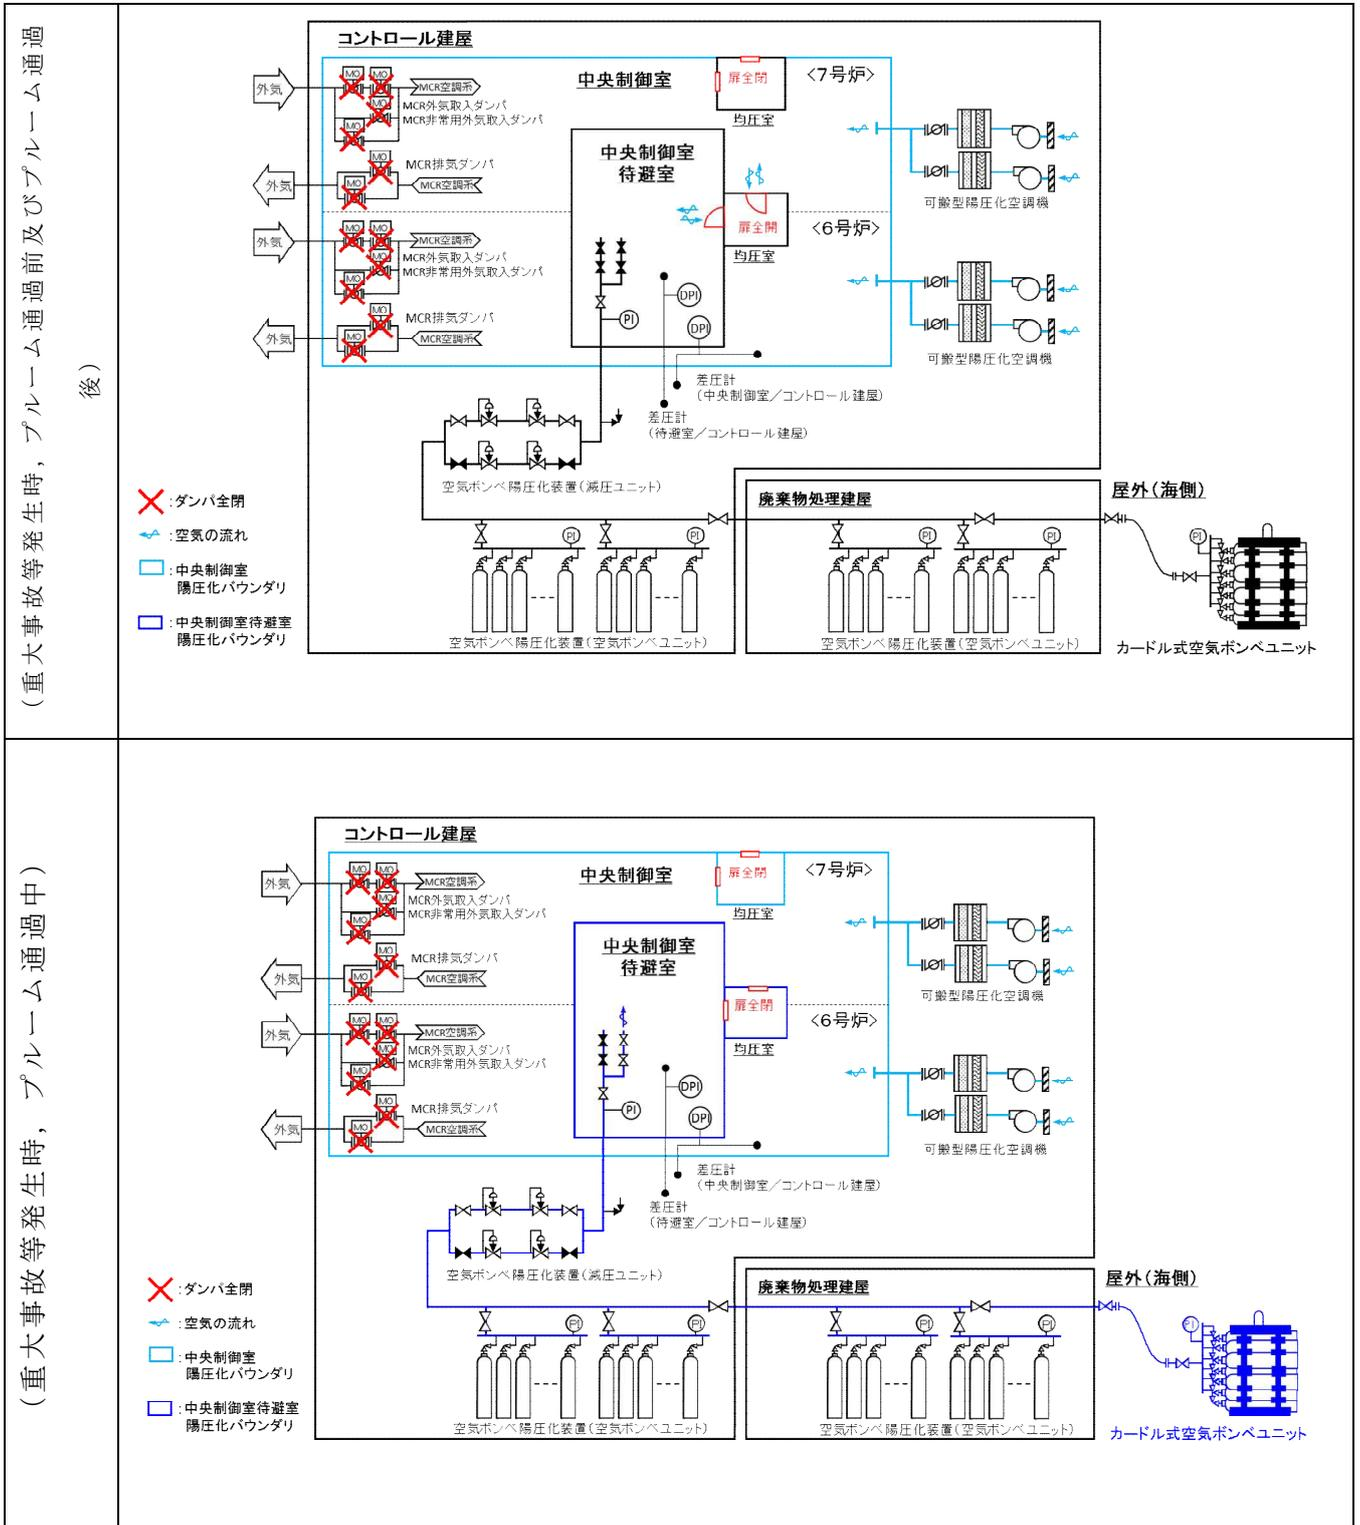 (重大事故等発生時,プルーム通過前及びプルーム通過
後)
コントロール建屋
中央制御室
<7号炉>
扉全閉
均圧室
外気
MO
MO
MO
MO
MCR空調系
MCR外気取入ダンパ
MCR非常用外気取入ダンパ
外気
MO
MO
MCR排気ダンパ
MCR空調系
中央制御室
待避室
扉全開
均圧室
<6号炉>
可搬型陽圧化空調機
外気
MO
MO
MO
MO
MCR空調系
MCR外気取入ダンパ
MCR非常用外気取入ダンパ
外気
MO
MO
MCR排気ダンパ
MCR空調系
DPI
PI
DPI
可搬型陽圧化空調機
差圧計
(中央制御室/コントロール建屋)
差圧計
(待避室/コントロール建屋)
空気ボンベ陽圧化装置(減圧ユニット)
:ダンパ全閉
:空気の流れ
:中央制御室
陽圧化バウンダリ
:中央制御室待避室
陽圧化バウンダリ
廃棄物処理建屋
屋外(海側)
PI
PI
PI
PI
PI
空気ボンベ陽圧化装置(空気ボンベユニット)
空気ボンベ陽圧化装置(空気ボンベユニット)
カードル式空気ボンベユニット
(重大事故等発生時,プルーム通過中)
コントロール建屋
中央制御室
<7号炉>
扉全閉
均圧室
外気
MO
MO
MO
MO
MCR空調系
MCR外気取入ダンパ
MCR非常用外気取入ダンパ
外気
MO
MO
MCR排気ダンパ
MCR空調系
中央制御室
待避室
扉全閉
均圧室
<6号炉>
可搬型陽圧化空調機
外気
MO
MO
MO
MO
MCR空調系
MCR外気取入ダンパ
MCR非常用外気取入ダンパ
外気
MO
MO
MCR排気ダンパ
MCR空調系
DPI
PI
DPI
可搬型陽圧化空調機
差圧計
(中央制御室/コントロール建屋)
差圧計
(待避室/コントロール建屋)
空気ボンベ陽圧化装置(減圧ユニット)
:ダンパ全閉
:空気の流れ
:中央制御室
陽圧化バウンダリ
:中央制御室待避室
陽圧化バウンダリ
廃棄物処理建屋
屋外(海側)
PI
PI
PI
PI
PI
空気ボンベ陽圧化装置(空気ボンベユニット)
空気ボンベ陽圧化装置(空気ボンベユニット)
カードル式空気ボンベユニット